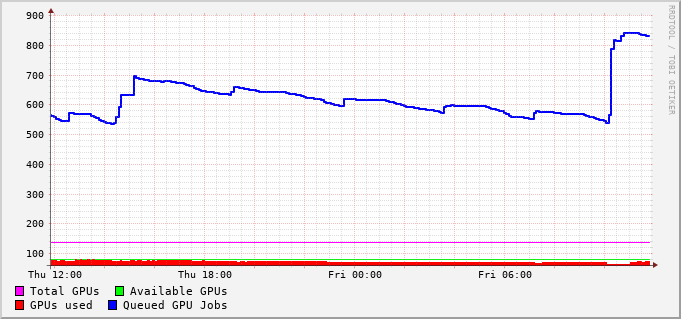 900
800
700
600
500
400
300
200
100
Thu 12:00 Thu 18:00 Fri 00:00 Fri 06:00
Total GPUs Available GPUs
GPUs used Queued GPU Jobs
RRDTOOL / TOBI OETIKER